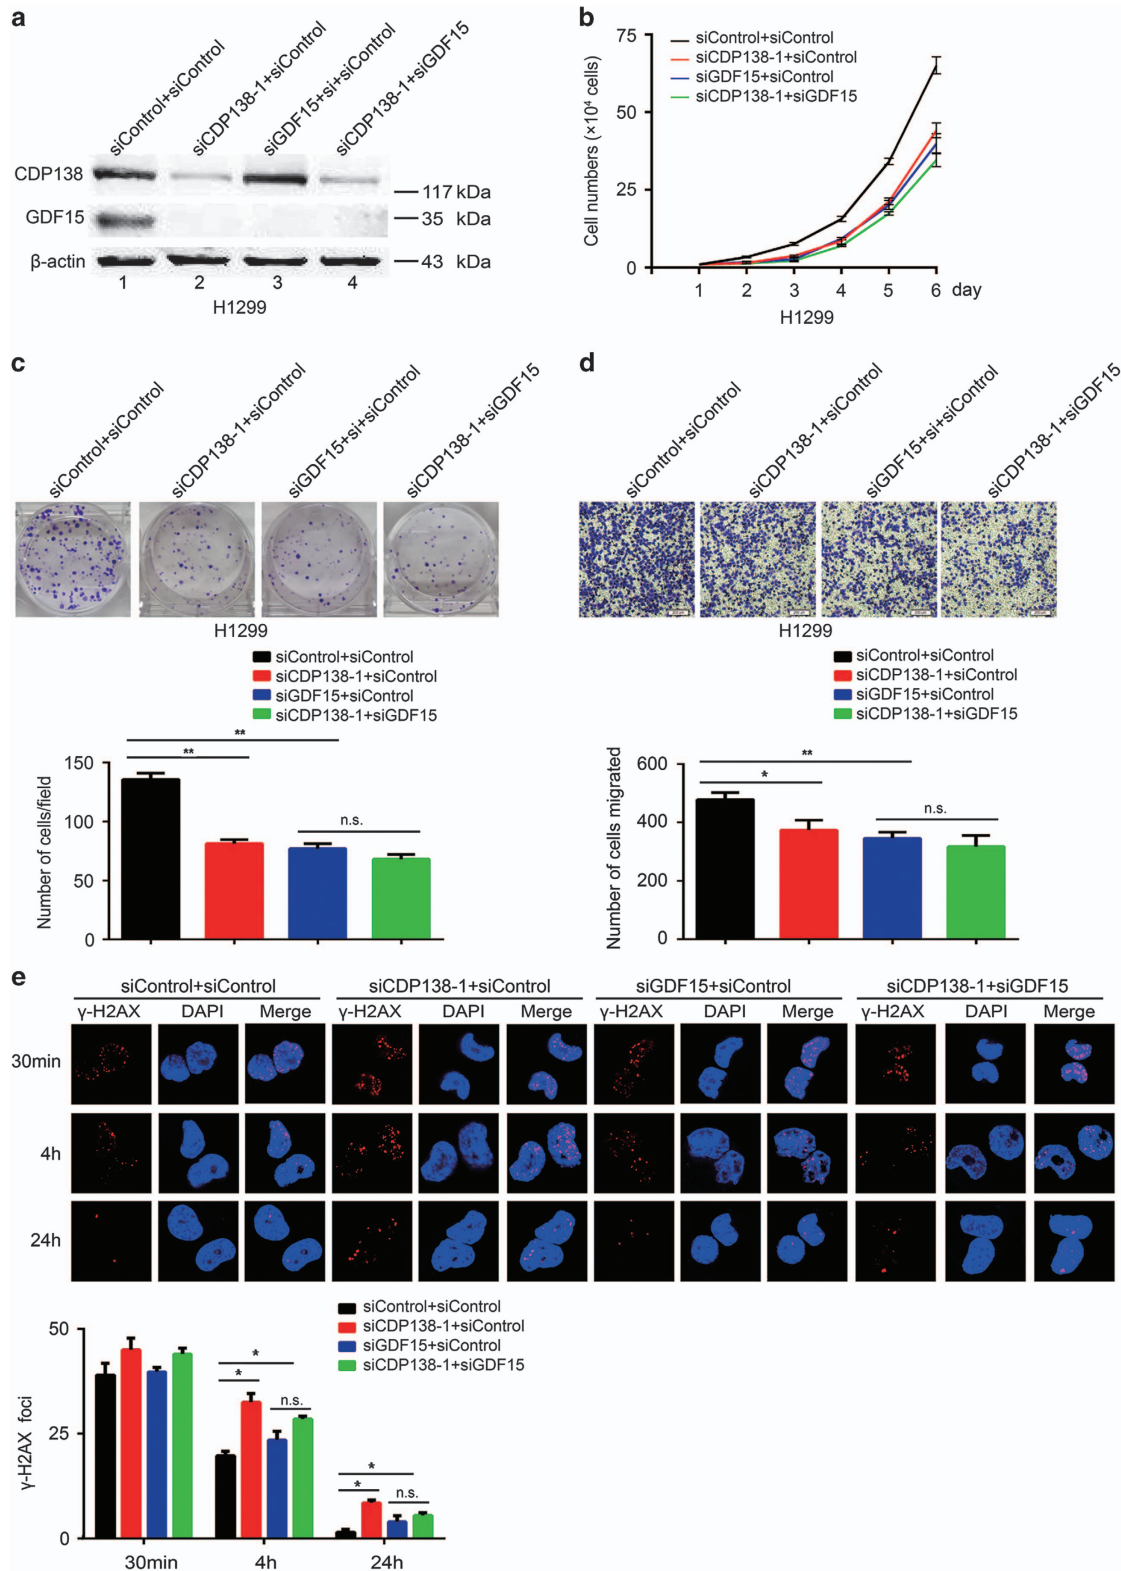 a
siControl+siControl
siCDP138-1+siControl
siGDF15+si+siControl
siCDP138-1+siGDF15
CDP138
117 kDa
GDF15
35 kDa
β-actin
43 kDa
1 2 3 4
H1299
b
siControl+siControl
siCDP138-1+siControl
siGDF15+siControl
siCDP138-1+siGDF15
Cell numbers (×10⁴ cells)
75
50
25
0
1 2 3 4 5 6 day
H1299
c
siControl+siControl
siCDP138-1+siControl
siGDF15+si+siControl
siCDP138-1+siGDF15
H1299
siControl+siControl
siCDP138-1+siControl
siGDF15+siControl
siCDP138-1+siGDF15
Number of cells/field
150
100
50
0
**
**
n.s.
d
siControl+siControl
siCDP138-1+siControl
siGDF15+si+siControl
siCDP138-1+siGDF15
H1299
siControl+siControl
siCDP138-1+siControl
siGDF15+siControl
siCDP138-1+siGDF15
Number of cells migrated
600
400
200
0
**
*
n.s.
e
siControl+siControl siCDP138-1+siControl siGDF15+siControl siCDP138-1+siGDF15
γ-H2AX DAPI Merge γ-H2AX DAPI Merge γ-H2AX DAPI Merge γ-H2AX DAPI Merge
30min
4h
24h
siControl+siControl
siCDP138-1+siControl
siGDF15+siControl
siCDP138-1+siGDF15
γ-H2AX foci
50
25
0
*
*
n.s.
*
*
n.s.
30min 4h 24h